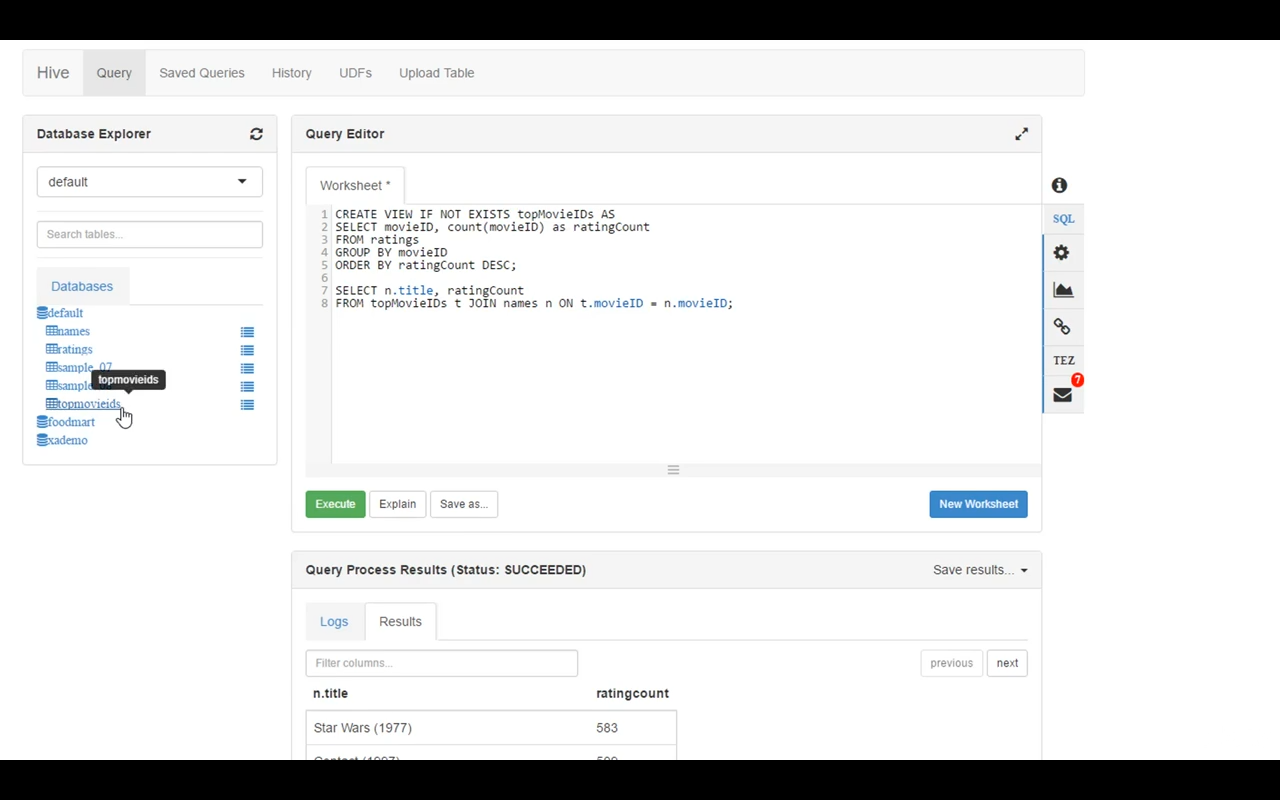 Hive Query Saved Queries History UDFs Upload Table
Database Explorer
default
Search tables...
Databases
default
names
ratings
sample_07
topmovieids
topmovieids
foodmart
xademo
Query Editor
Worksheet *
1 CREATE VIEW IF NOT EXISTS topMovieIDs AS
2 SELECT movieID, count(movieID) as ratingCount
3 FROM ratings
4 GROUP BY movieID
5 ORDER BY ratingCount DESC;
6
7 SELECT n.title, ratingCount
8 FROM topMovieIDs t JOIN names n ON t.movieID = n.movieID;
Execute Explain Save as... New Worksheet
SQL
TEZ
7
Query Process Results (Status: SUCCEEDED) Save results...
Logs Results
Filter columns... previous next
n.title ratingcount
Star Wars (1977) 583